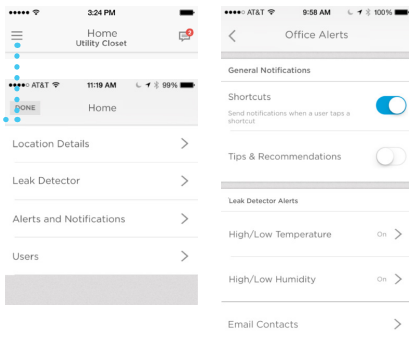 3:24 PM
Home
Utility Closet
3
AT&T 11:19 AM 99%
DONE Home
Location Details
Leak Detector
Alerts and Notifications
Users
AT&T 9:58 AM 100%
Office Alerts
General Notifications
Shortcuts
Send notifications when a user taps a
shortcut
Tips & Recommendations
Leak Detector Alerts
High/Low Temperature On
High/Low Humidity On
Email Contacts